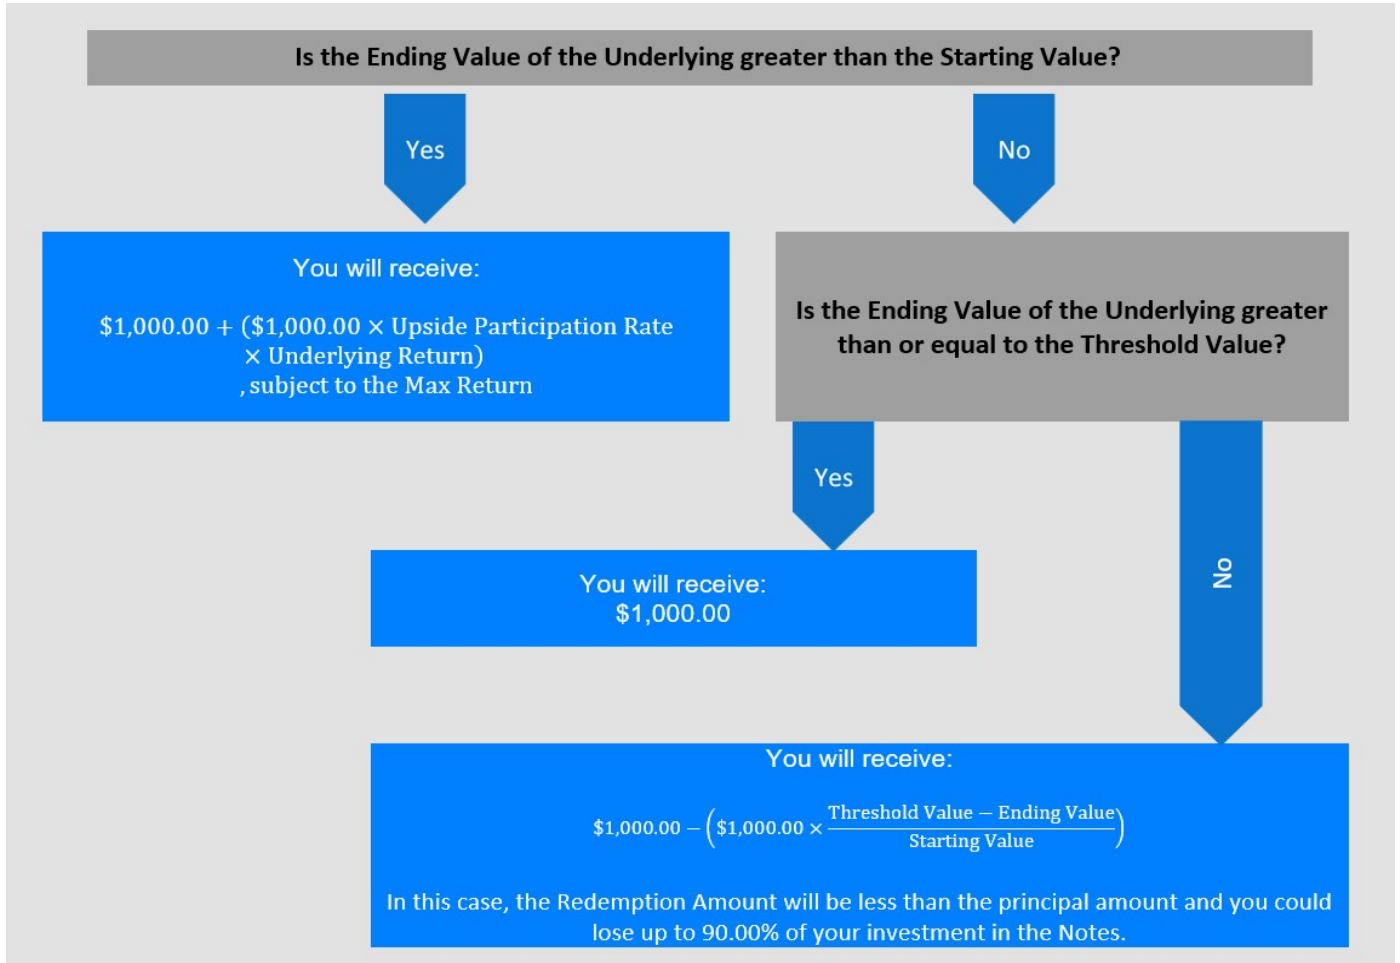 Is the Ending Value of the Underlying greater than the Starting Value?
Yes
No
You will receive:
$1,000.00 + ($1,000.00 × Upside Participation Rate
× Underlying Return)
, subject to the Max Return
Is the Ending Value of the Underlying greater
than or equal to the Threshold Value?
Yes
No
You will receive:
$1,000.00
You will receive:
$1,000.00 − ($1,000.00 × (Threshold Value − Ending Value) / Starting Value)
In this case, the Redemption Amount will be less than the principal amount and you could
lose up to 90.00% of your investment in the Notes.